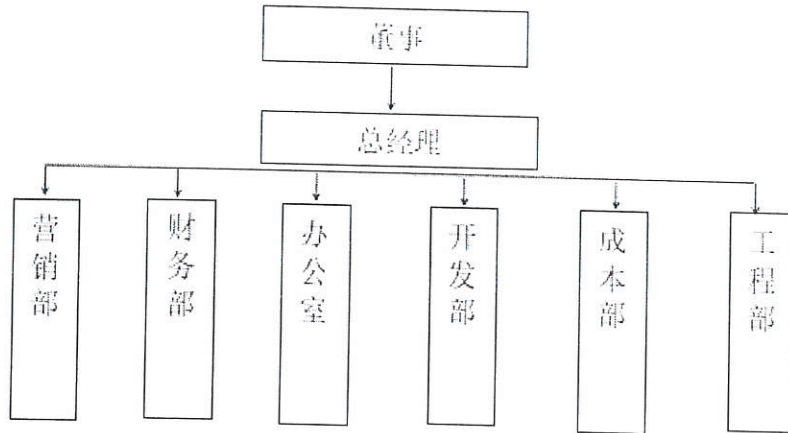 董事
总经理
营销部
财务部
办公室
开发部
成本部
工程部